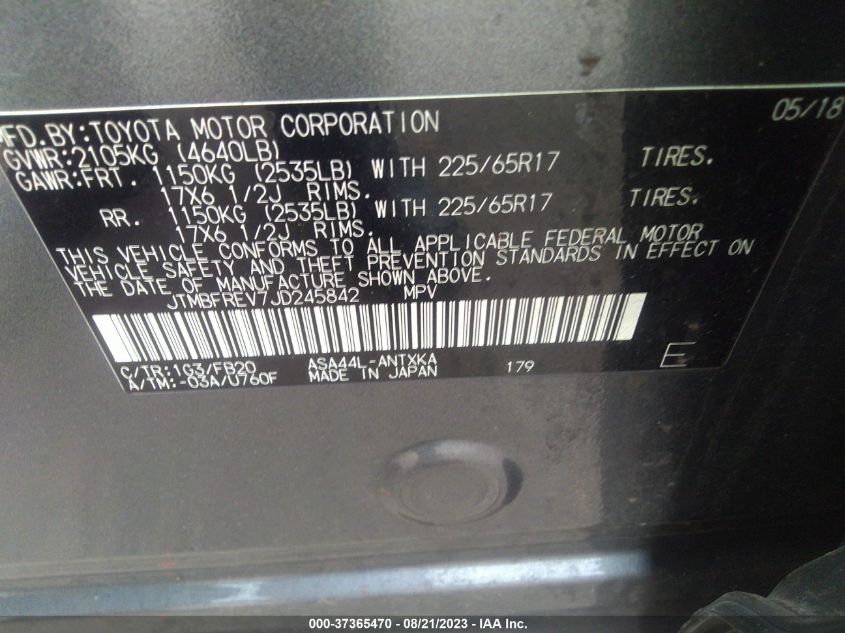 MFD.BY:TOYOTA MOTOR CORPORATION 05/18
GVWR:2105KG (4640LB)
GAWR:FRT. 1150KG (2535LB) WITH 225/65R17 TIRES.
17X6 1/2J RIMS.
RR. 1150KG (2535LB) WITH 225/65R17 TIRES.
17X6 1/2J RIMS.
THIS VEHICLE CONFORMS TO ALL APPLICABLE FEDERAL MOTOR
VEHICLE SAFETY AND THEFT PREVENTION STANDARDS IN EFFECT ON
THE DATE OF MANUFACTURE SHOWN ABOVE.
JTMBFREV7JD245842 MPV
C/TR:1G3/FB20 ASA44L-ANTXKA 179 E
A/TM:-03A/U760F MADE IN JAPAN
000-37365470 - 08/21/2023 - IAA Inc.